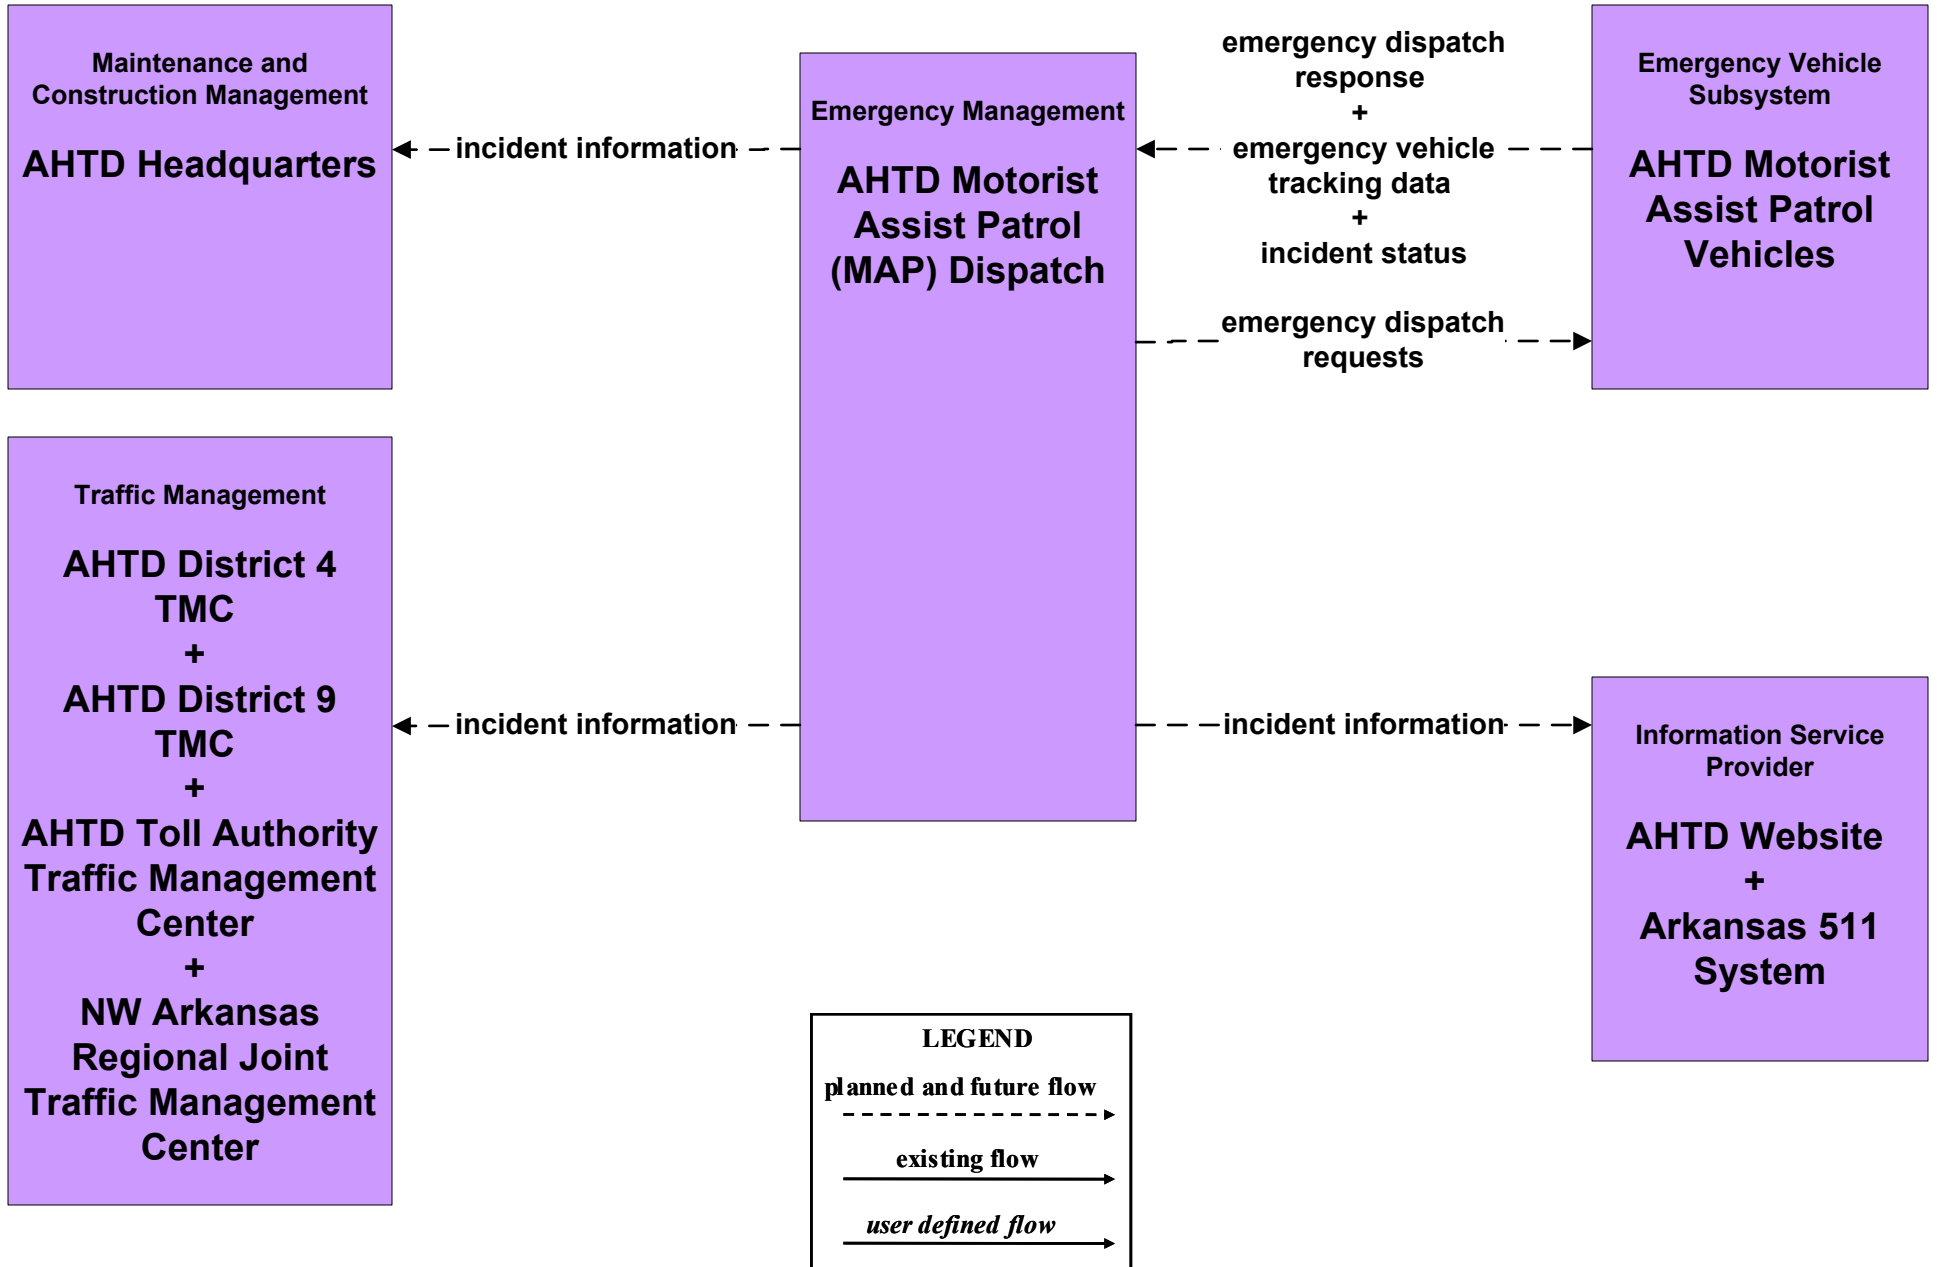 Maintenance and
Construction Management
AHTD Headquarters
incident information
Emergency Management
AHTD Motorist
Assist Patrol
(MAP) Dispatch
emergency dispatch
response
+
emergency vehicle
tracking data
+
incident status
emergency dispatch
requests
Emergency Vehicle
Subsystem
AHTD Motorist
Assist Patrol
Vehicles
Traffic Management
AHTD District 4
TMC
+
AHTD District 9
TMC
+
AHTD Toll Authority
Traffic Management
Center
+
NW Arkansas
Regional Joint
Traffic Management
Center
incident information
incident information
Information Service
Provider
AHTD Website
+
Arkansas 511
System
LEGEND
planned and future flow
existing flow
user defined flow